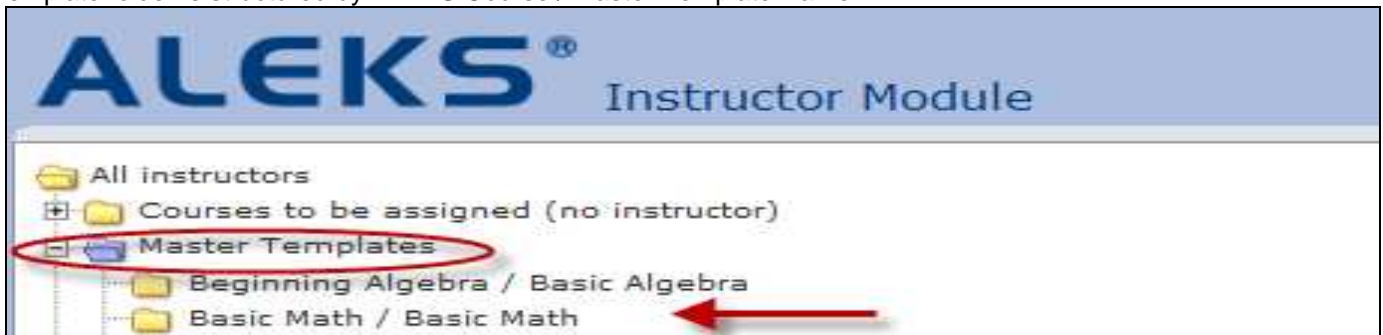 ALEKS®
Instructor Module
All instructors
Courses to be assigned (no instructor)
Master Templates
Beginning Algebra / Basic Algebra
Basic Math / Basic Math